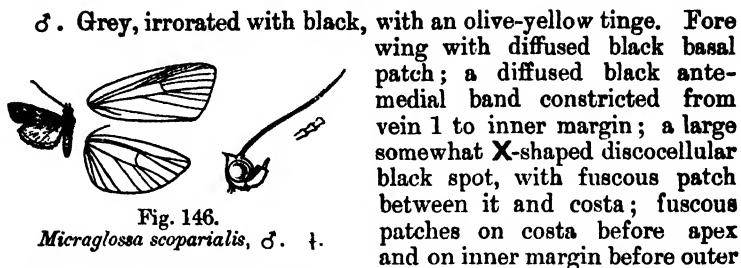 ♂. Grey, irrorated with black, with an olive-yellow tinge. Fore
wing with diffused black basal
patch; a diffused black ante-
medial band constricted from
vein 1 to inner margin; a large
somewhat X-shaped discocellular
black spot, with fuscous patch
between it and costa; fuscous
patches on costa before apex
and on inner margin before outer
Fig. 146.
Micraglossa scoparialis, ♂. ⅟.